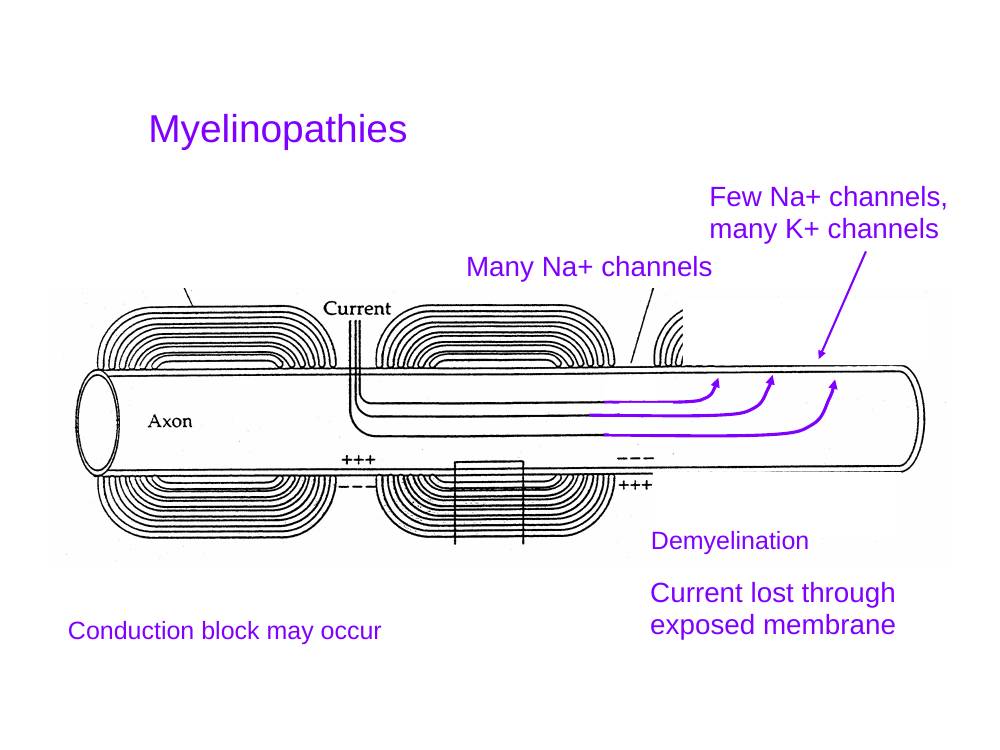 Myelinopathies
Few Na+ channels,
many K+ channels
Many Na+ channels
Current
Axon
+++
---
---
+++
Demyelination
Current lost through
exposed membrane
Conduction block may occur